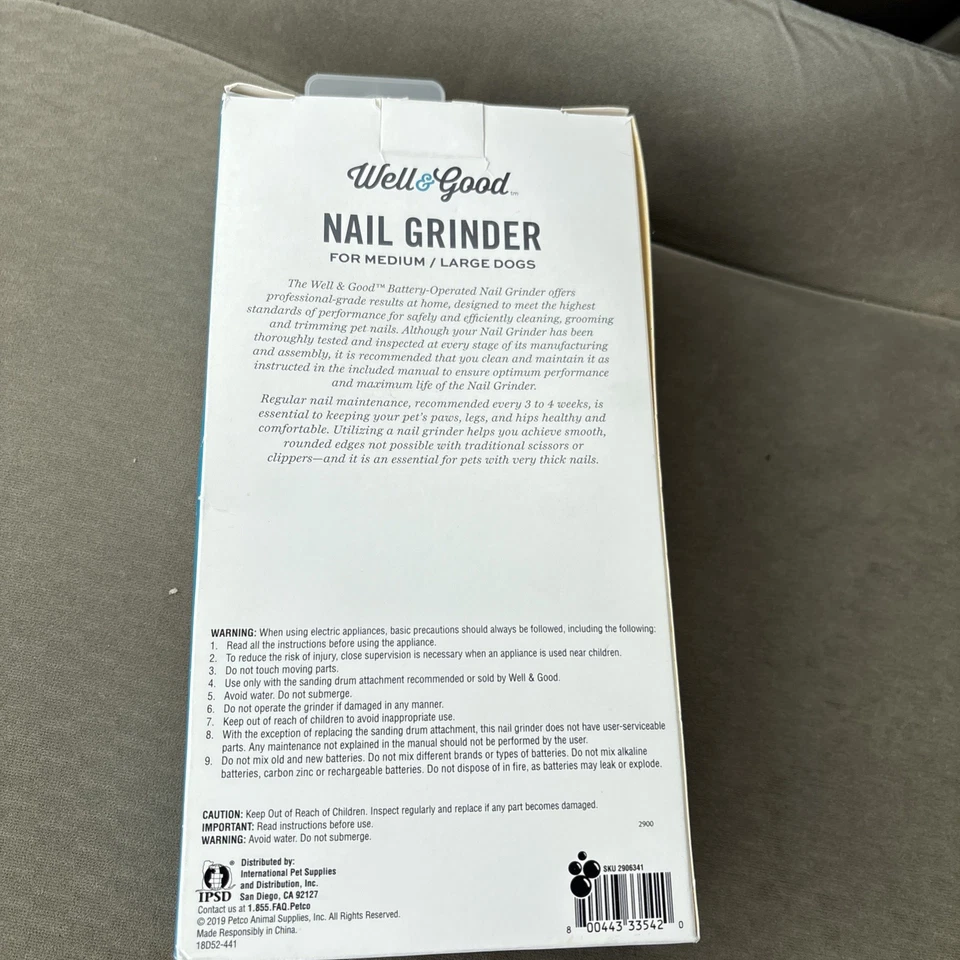 Well & Good™
NAIL GRINDER
FOR MEDIUM / LARGE DOGS
The Well & Good™ Battery-Operated Nail Grinder offers
professional-grade results at home, designed to meet the highest
standards of performance for safely and efficiently cleaning, grooming
and trimming pet nails. Although your Nail Grinder has been
thoroughly tested and inspected at every stage of its manufacturing
and assembly, it is recommended that you clean and maintain it as
instructed in the included manual to ensure optimum performance
and maximum life of the Nail Grinder.
Regular nail maintenance, recommended every 3 to 4 weeks, is
essential to keeping your pet's paws, legs, and hips healthy and
comfortable. Utilizing a nail grinder helps you achieve smooth,
rounded edges not possible with traditional scissors or
clippers—and it is an essential for pets with very thick nails.
WARNING: When using electric appliances, basic precautions should always be followed, including the following:
1. Read all the instructions before using the appliance.
2. To reduce the risk of injury, close supervision is necessary when an appliance is used near children.
3. Do not touch moving parts.
4. Use only with the sanding drum attachment recommended or sold by Well & Good.
5. Avoid water. Do not submerge.
6. Do not operate the grinder if damaged in any manner.
7. Keep out of reach of children to avoid inappropriate use.
8. With the exception of replacing the sanding drum attachment, this nail grinder does not have user-serviceable
parts. Any maintenance not explained in the manual should not be performed by the user.
9. Do not mix old and new batteries. Do not mix different brands or types of batteries. Do not mix alkaline
batteries, carbon zinc or rechargeable batteries. Do not dispose of in fire, as batteries may leak or explode.
CAUTION: Keep Out of Reach of Children. Inspect regularly and replace if any part becomes damaged.
IMPORTANT: Read instructions before use.
WARNING: Avoid water. Do not submerge.
2900
IPSD®
Distributed by:
International Pet Supplies
and Distribution, Inc.
San Diego, CA 92127
Contact us at 1.855.FAQ.Petco
© 2019 Petco Animal Supplies, Inc. All Rights Reserved.
Made Responsibly in China.
18D52-441
SKU 2906341
8 00443 33542 0